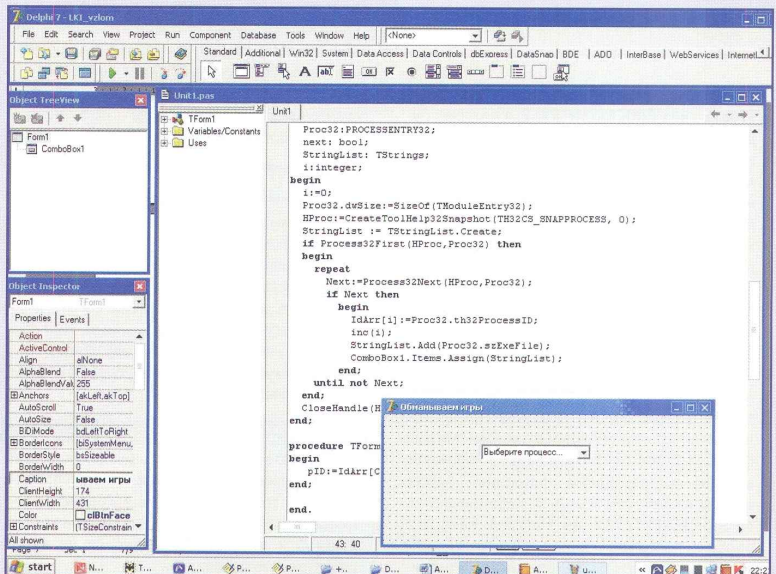 Delphi 7 - LKI_vzlom
File Edit Search View Project Run Component Database Tools Window Help <None>
Standard Additional Win32 System Data Access Data Controls dbExpress DataSnap BDE ADO InterBase WebServices
Object TreeView
Form1
ComboBox1
Object Inspector
Form1 TForm1
Properties Events
Action
ActiveControl
Align alNone
AlphaBlend False
AlphaBlendVal 255
Anchors [akLeft,akTop]
AutoScroll True
AutoSize False
BiDiMode bdLeftToRight
BorderIcons [biSystemMenu,
BorderStyle bsSizeable
BorderWidth 0
Caption ываем игры
ClientHeight 174
ClientWidth 431
Color clBtnFace
Constraints (TSizeConstrain
All shown
Unit1.pas
TForm1
Variables/Constants
Uses
Unit1
Proc32:PROCESSENTRY32;
next: bool;
StringList: TStrings;
i:integer;
begin
i:=0;
Proc32.dwSize:=SizeOf(TModuleEntry32);
HProc:=CreateToolHelp32Snapshot(TH32CS_SNAPPROCESS, 0);
StringList := TStringList.Create;
if Process32First(HProc,Proc32) then
begin
repeat
Next:=Process32Next(HProc,Proc32);
if Next then
begin
IdArr[i]:=Proc32.th32ProcessID;
inc(i);
StringList.Add(Proc32.szExeFile);
ComboBox1.Items.Assign(StringList);
end;
until not Next;
end;
CloseHandle(H
end;
procedure TForm
begin
pID:=IdArr[C
end;
end.
43: 40
Обманываем игры
Выберите процесс...
start N... T... A... P... P... +.. D... A... D... A... u... « 22:2